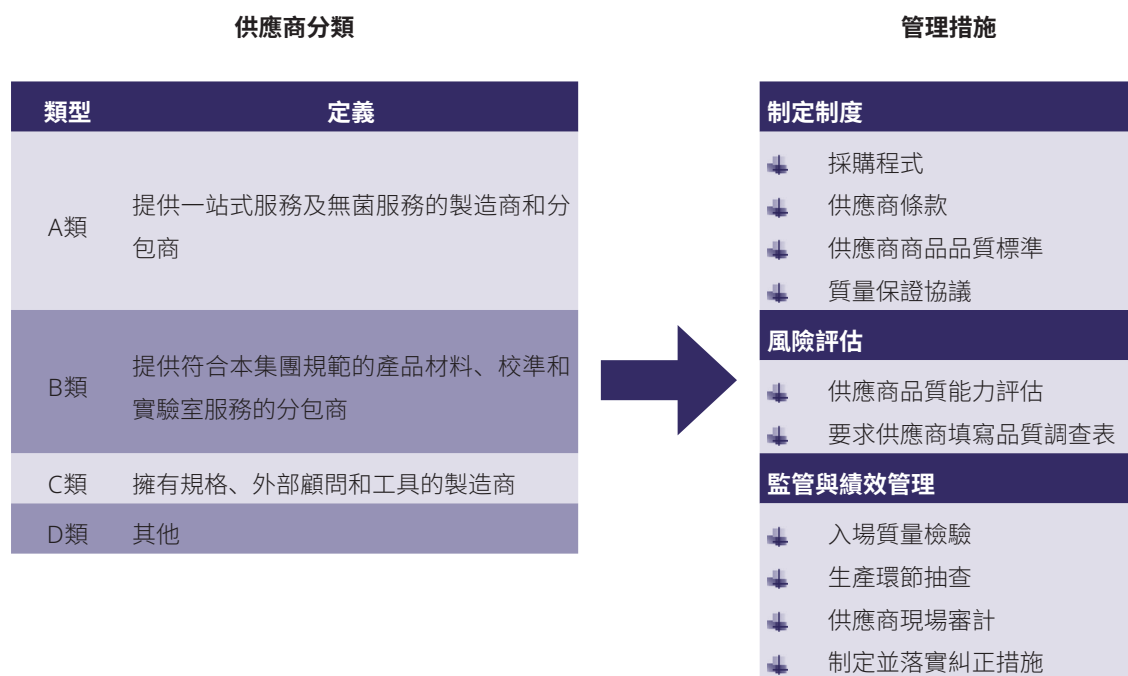 供應商分類
類型 定義
A類
提供一站式服務及無菌服務的製造商和分
包商
B類
提供符合本集團規範的產品材料、校準和
實驗室服務的分包商
C類 擁有規格、外部顧問和工具的製造商
D類 其他
管理措施
制定制度
採購程式
供應商條款
供應商商品品質標準
質量保證協議
風險評估
供應商品質能力評估
要求供應商填寫品質調查表
監管與績效管理
入場質量檢驗
生產環節抽查
供應商現場審計
制定並落實糾正措施